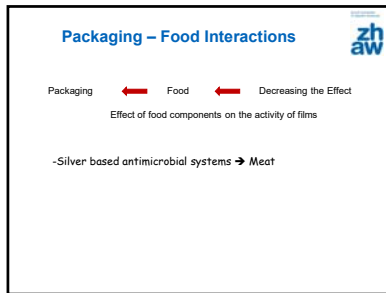 Packaging – Food Interactions
zh
aw
Packaging Food Decreasing the Effect
Effect of food components on the activity of films
-Silver based antimicrobial systems ➔ Meat